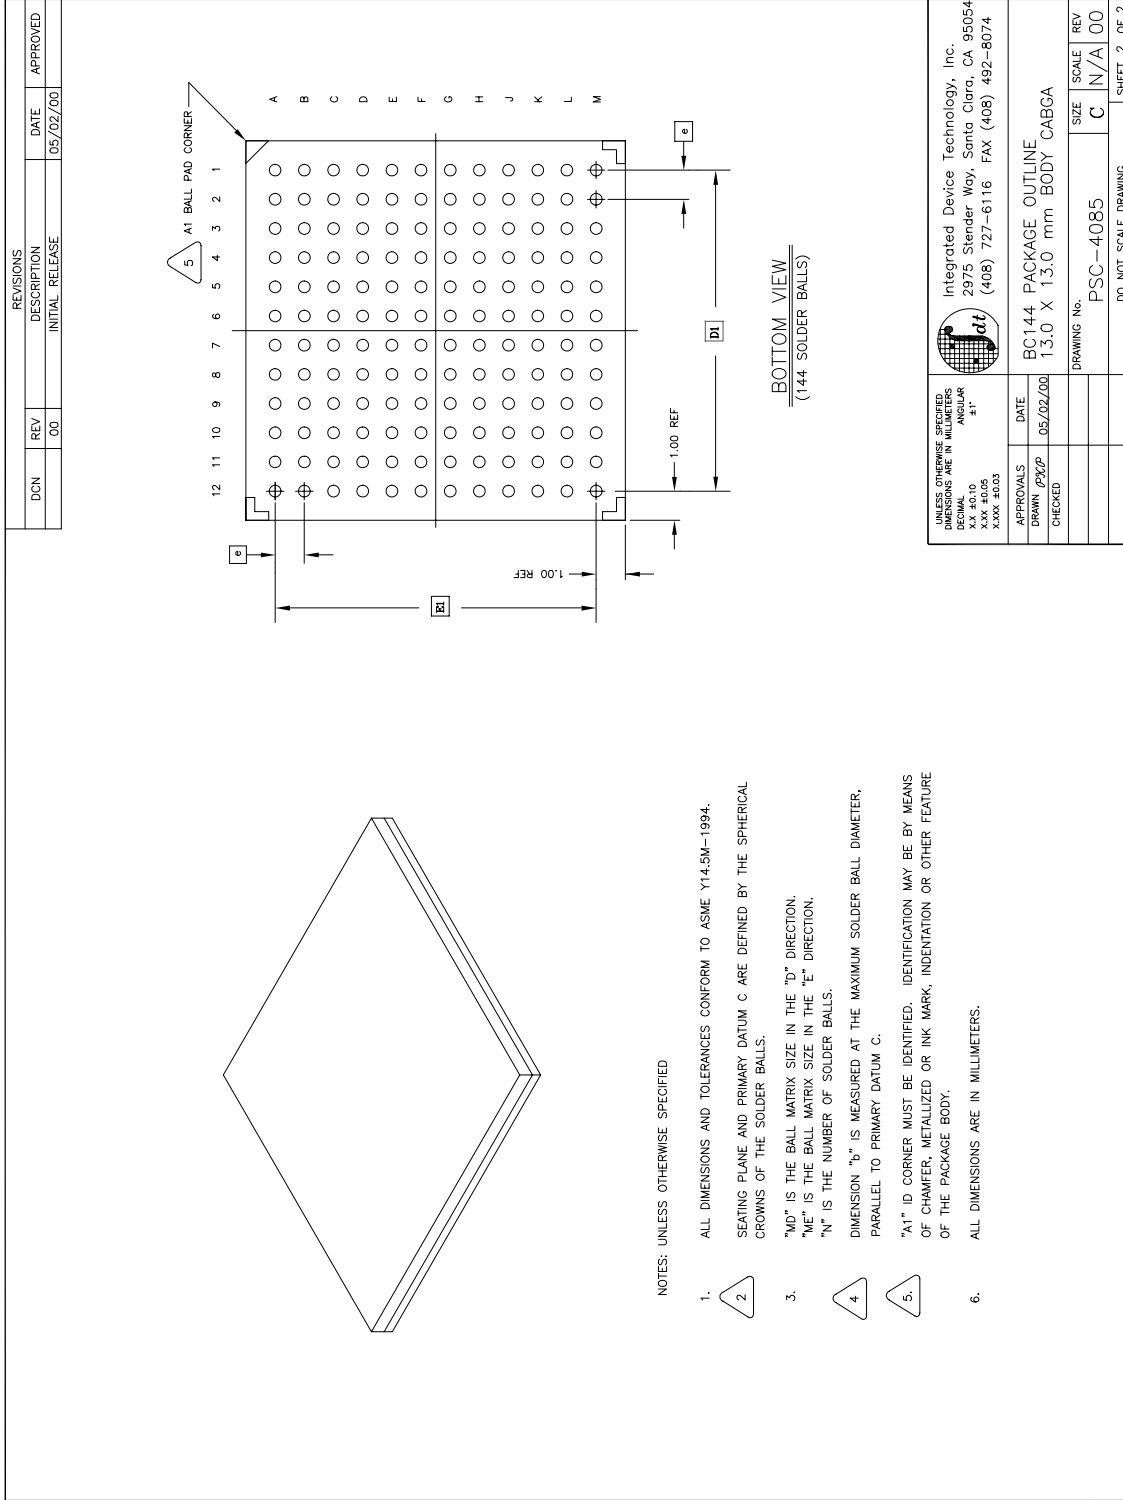 REVISIONS
DCN REV DESCRIPTION DATE APPROVED
00 INITIAL RELEASE 05/02/00
5 A1 BALL PAD CORNER
12 11 10 9 8 7 6 5 4 3 2 1
A
B
C
D
E
F
G
H
J
K
L
M
e
E1
1.00 REF
1.00 REF
D1
e
BOTTOM VIEW
(144 SOLDER BALLS)
NOTES: UNLESS OTHERWISE SPECIFIED
1. ALL DIMENSIONS AND TOLERANCES CONFORM TO ASME Y14.5M-1994.
2 SEATING PLANE AND PRIMARY DATUM C ARE DEFINED BY THE SPHERICAL
CROWNS OF THE SOLDER BALLS.
3. "MD" IS THE BALL MATRIX SIZE IN THE "D" DIRECTION.
"ME" IS THE BALL MATRIX SIZE IN THE "E" DIRECTION.
"N" IS THE NUMBER OF SOLDER BALLS.
4 DIMENSION "b" IS MEASURED AT THE MAXIMUM SOLDER BALL DIAMETER,
PARALLEL TO PRIMARY DATUM C.
5. "A1" ID CORNER MUST BE IDENTIFIED. IDENTIFICATION MAY BE BY MEANS
OF CHAMFER, METALLIZED OR INK MARK, INDENTATION OR OTHER FEATURE
OF THE PACKAGE BODY.
6. ALL DIMENSIONS ARE IN MILLIMETERS.
UNLESS OTHERWISE SPECIFIED
DIMENSIONS ARE IN MILLIMETERS
DECIMAL ANGULAR
X.X ±0.10 ±1°
X.XX ±0.05
X.XXX ±0.03
APPROVALS DATE
DRAWN 05/02/00
CHECKED
idt
Integrated Device Technology, Inc.
2975 Stender Way, Santa Clara, CA 95054
(408) 727-6116 FAX (408) 492-8074
BC144 PACKAGE OUTLINE
13.0 X 13.0 mm BODY CABGA
DRAWING No. SIZE SCALE REV
PSC-4085 C N/A 00
DO NOT SCALE DRAWING SHEET 2 OF 2